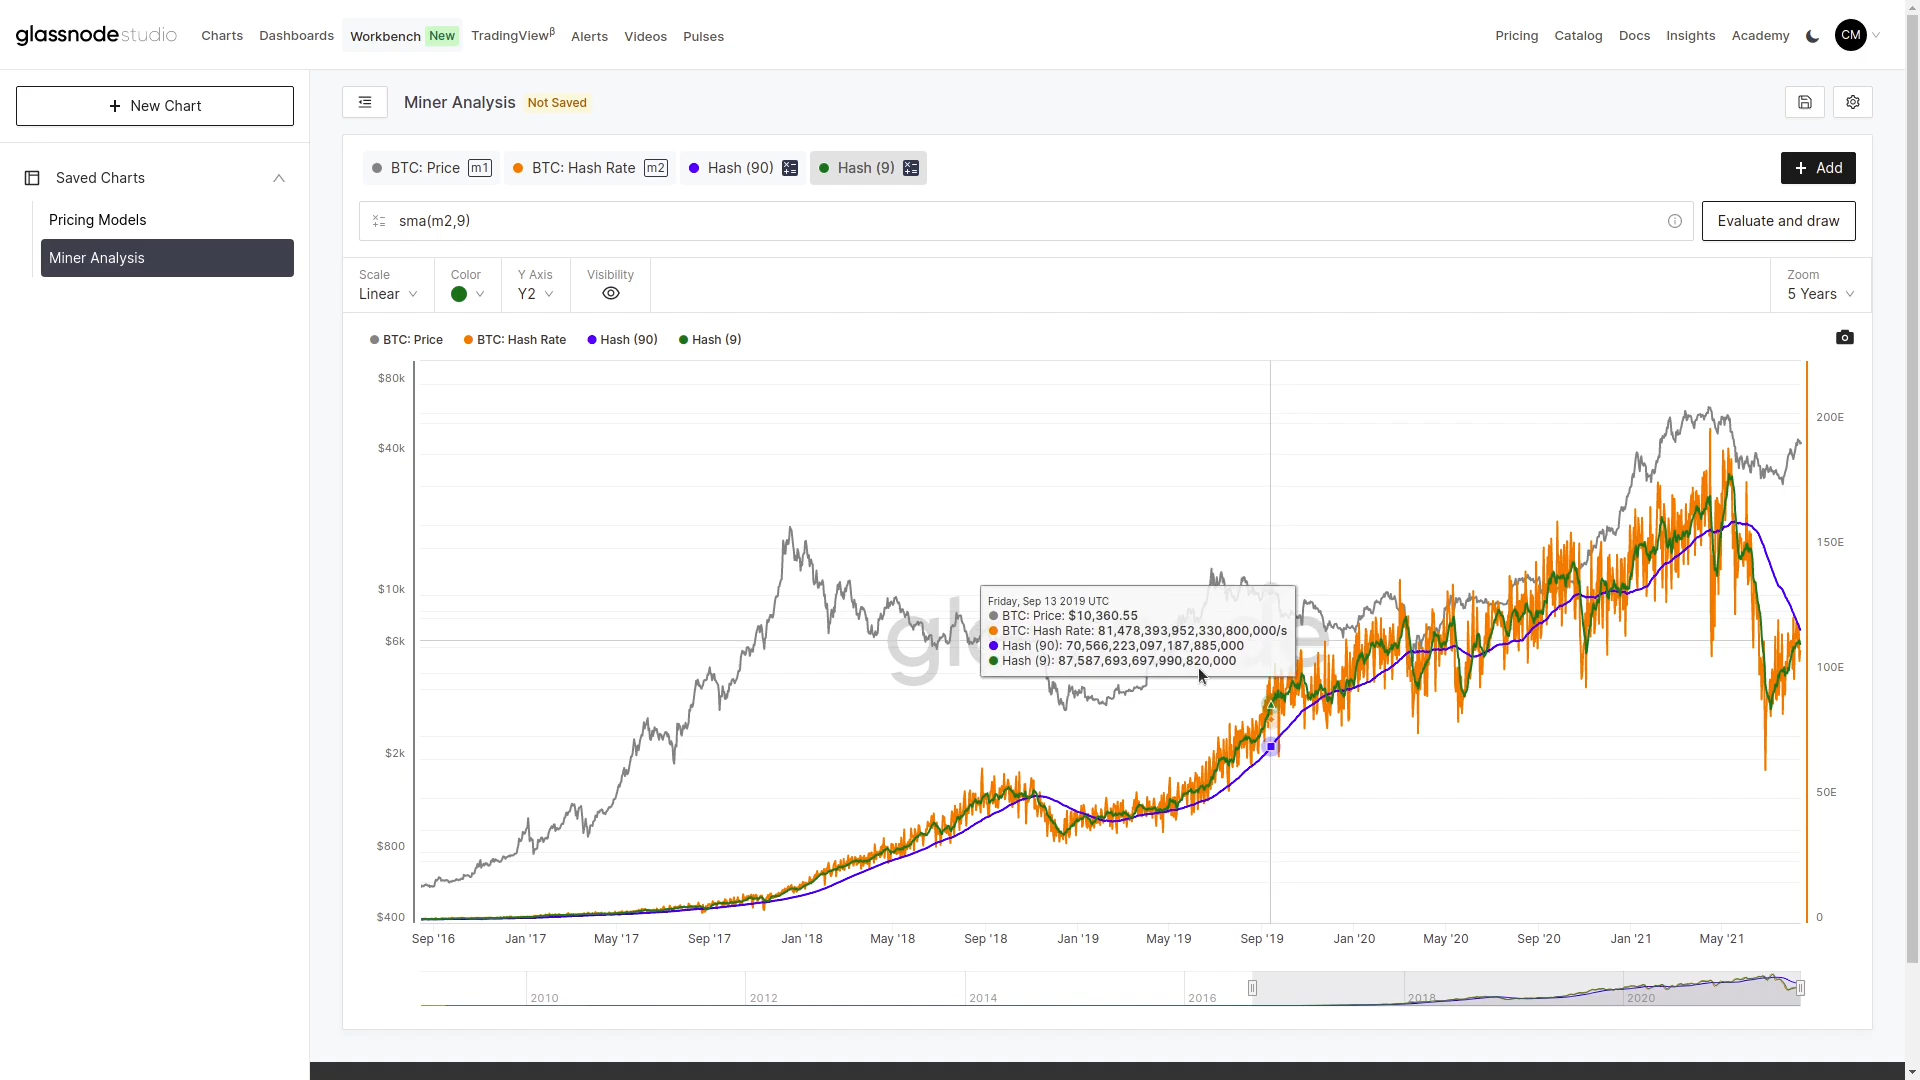 glassnodestudio Charts Dashboards Workbench New TradingViewβ Alerts Videos Pulses Pricing Catalog Docs Insights Academy CM
+ New Chart
Miner Analysis Not Saved
Saved Charts
Pricing Models
Miner Analysis
BTC: Price m1 BTC: Hash Rate m2 Hash (90) Hash (9) + Add
sma(m2,9) Evaluate and draw
Scale Color Y Axis Visibility Zoom
Linear Y2 5 Years
BTC: Price BTC: Hash Rate Hash (90) Hash (9)
$80k
200E
$40k
150E
$10k
Friday, Sep 13 2019 UTC
BTC: Price: $10,360.55
BTC: Hash Rate: 81,478,393,952,330,800,000/s
Hash (90): 70,566,223,097,187,885,000
Hash (9): 87,587,693,697,990,820,000
$6k
100E
$2k
50E
$800
$400 0
Sep '16 Jan '17 May '17 Sep '17 Jan '18 May '18 Sep '18 Jan '19 May '19 Sep '19 Jan '20 May '20 Sep '20 Jan '21 May '21
2010 2012 2014 2016 2018 2020